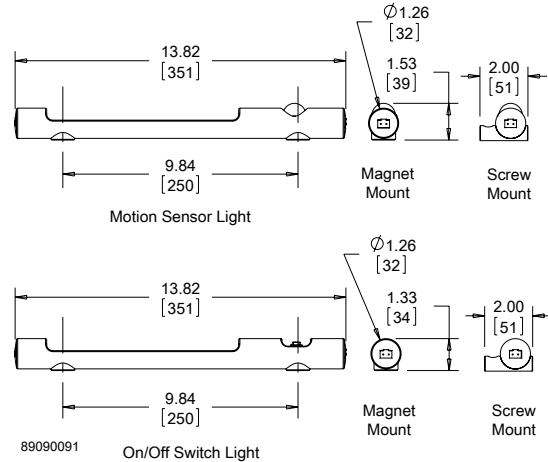 13.82
[351]
Ø1.26
[32]
1.53
[39]
2.00
[51]
9.84
[250]
Motion Sensor Light
Magnet
Mount
Screw
Mount
13.82
[351]
Ø1.26
[32]
1.33
[34]
2.00
[51]
9.84
[250]
Magnet
Mount
Screw
Mount
89090091
On/Off Switch Light